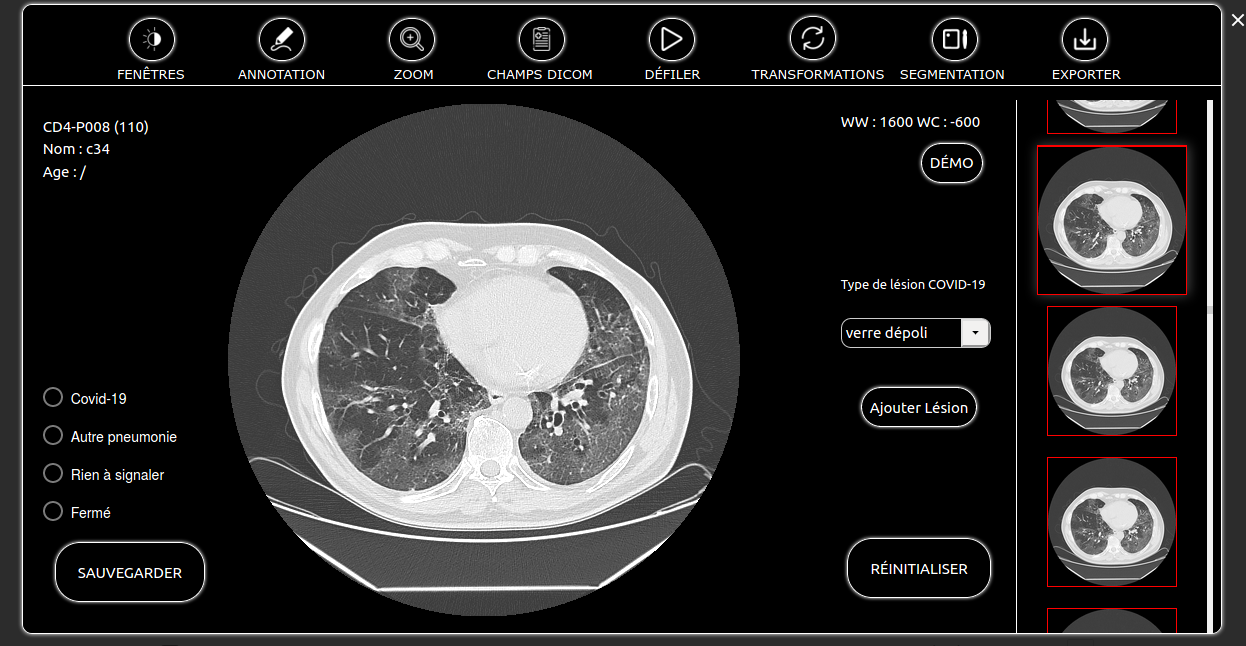 FENÊTRES
ANNOTATION
ZOOM
CHAMPS DICOM
DÉFILER
TRANSFORMATIONS
SEGMENTATION
EXPORTER
CD4-P008 (110)
Nom : c34
Age : /
WW : 1600 WC : -600
DÉMO
Type de lésion COVID-19
verre dépoli
Ajouter Lésion
Covid-19
Autre pneumonie
Rien à signaler
Fermé
SAUVEGARDER
RÉINITIALISER